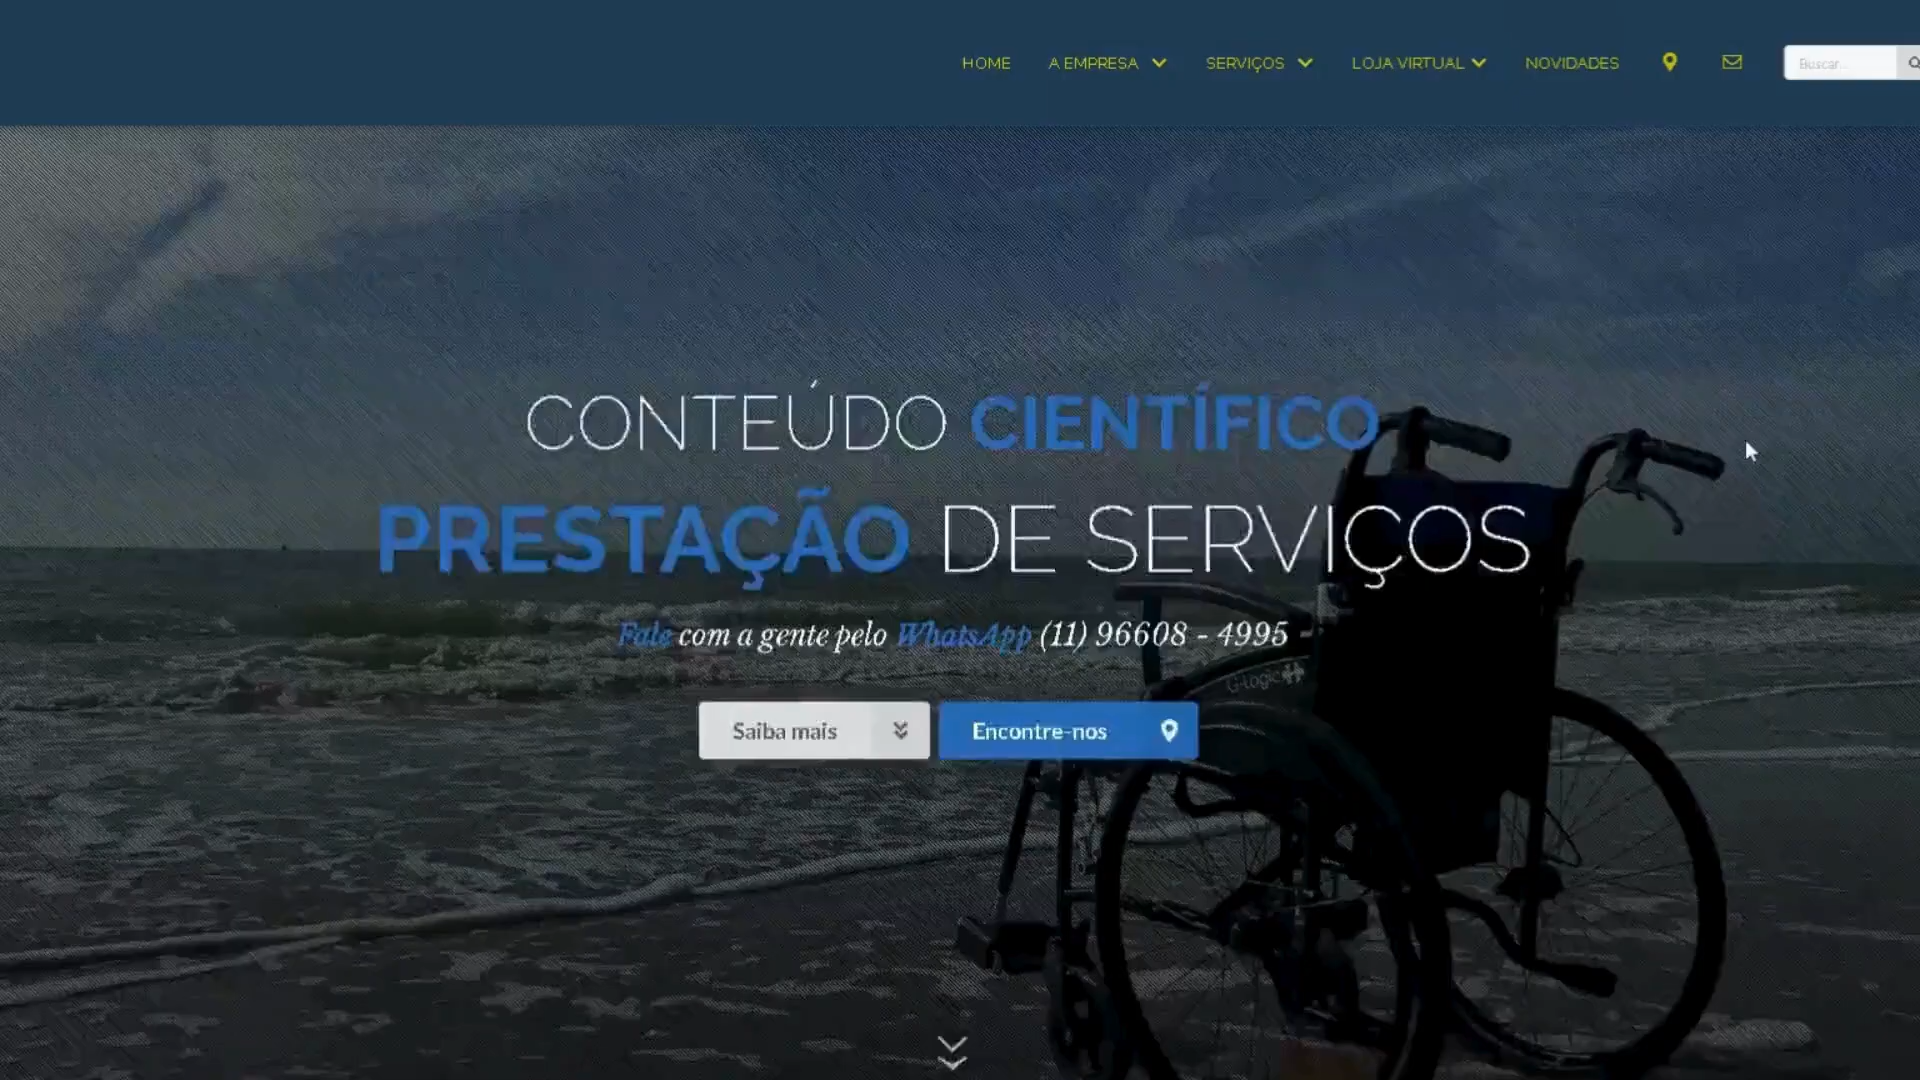 HOME A EMPRESA SERVIÇOS LOJA VIRTUAL NOVIDADES Buscar...
CONTEÚDO CIENTÍFICO
PRESTAÇÃO DE SERVIÇOS
Fale com a gente pelo WhatsApp (11) 96608 - 4995
G-Logic
Saiba mais Encontre-nos